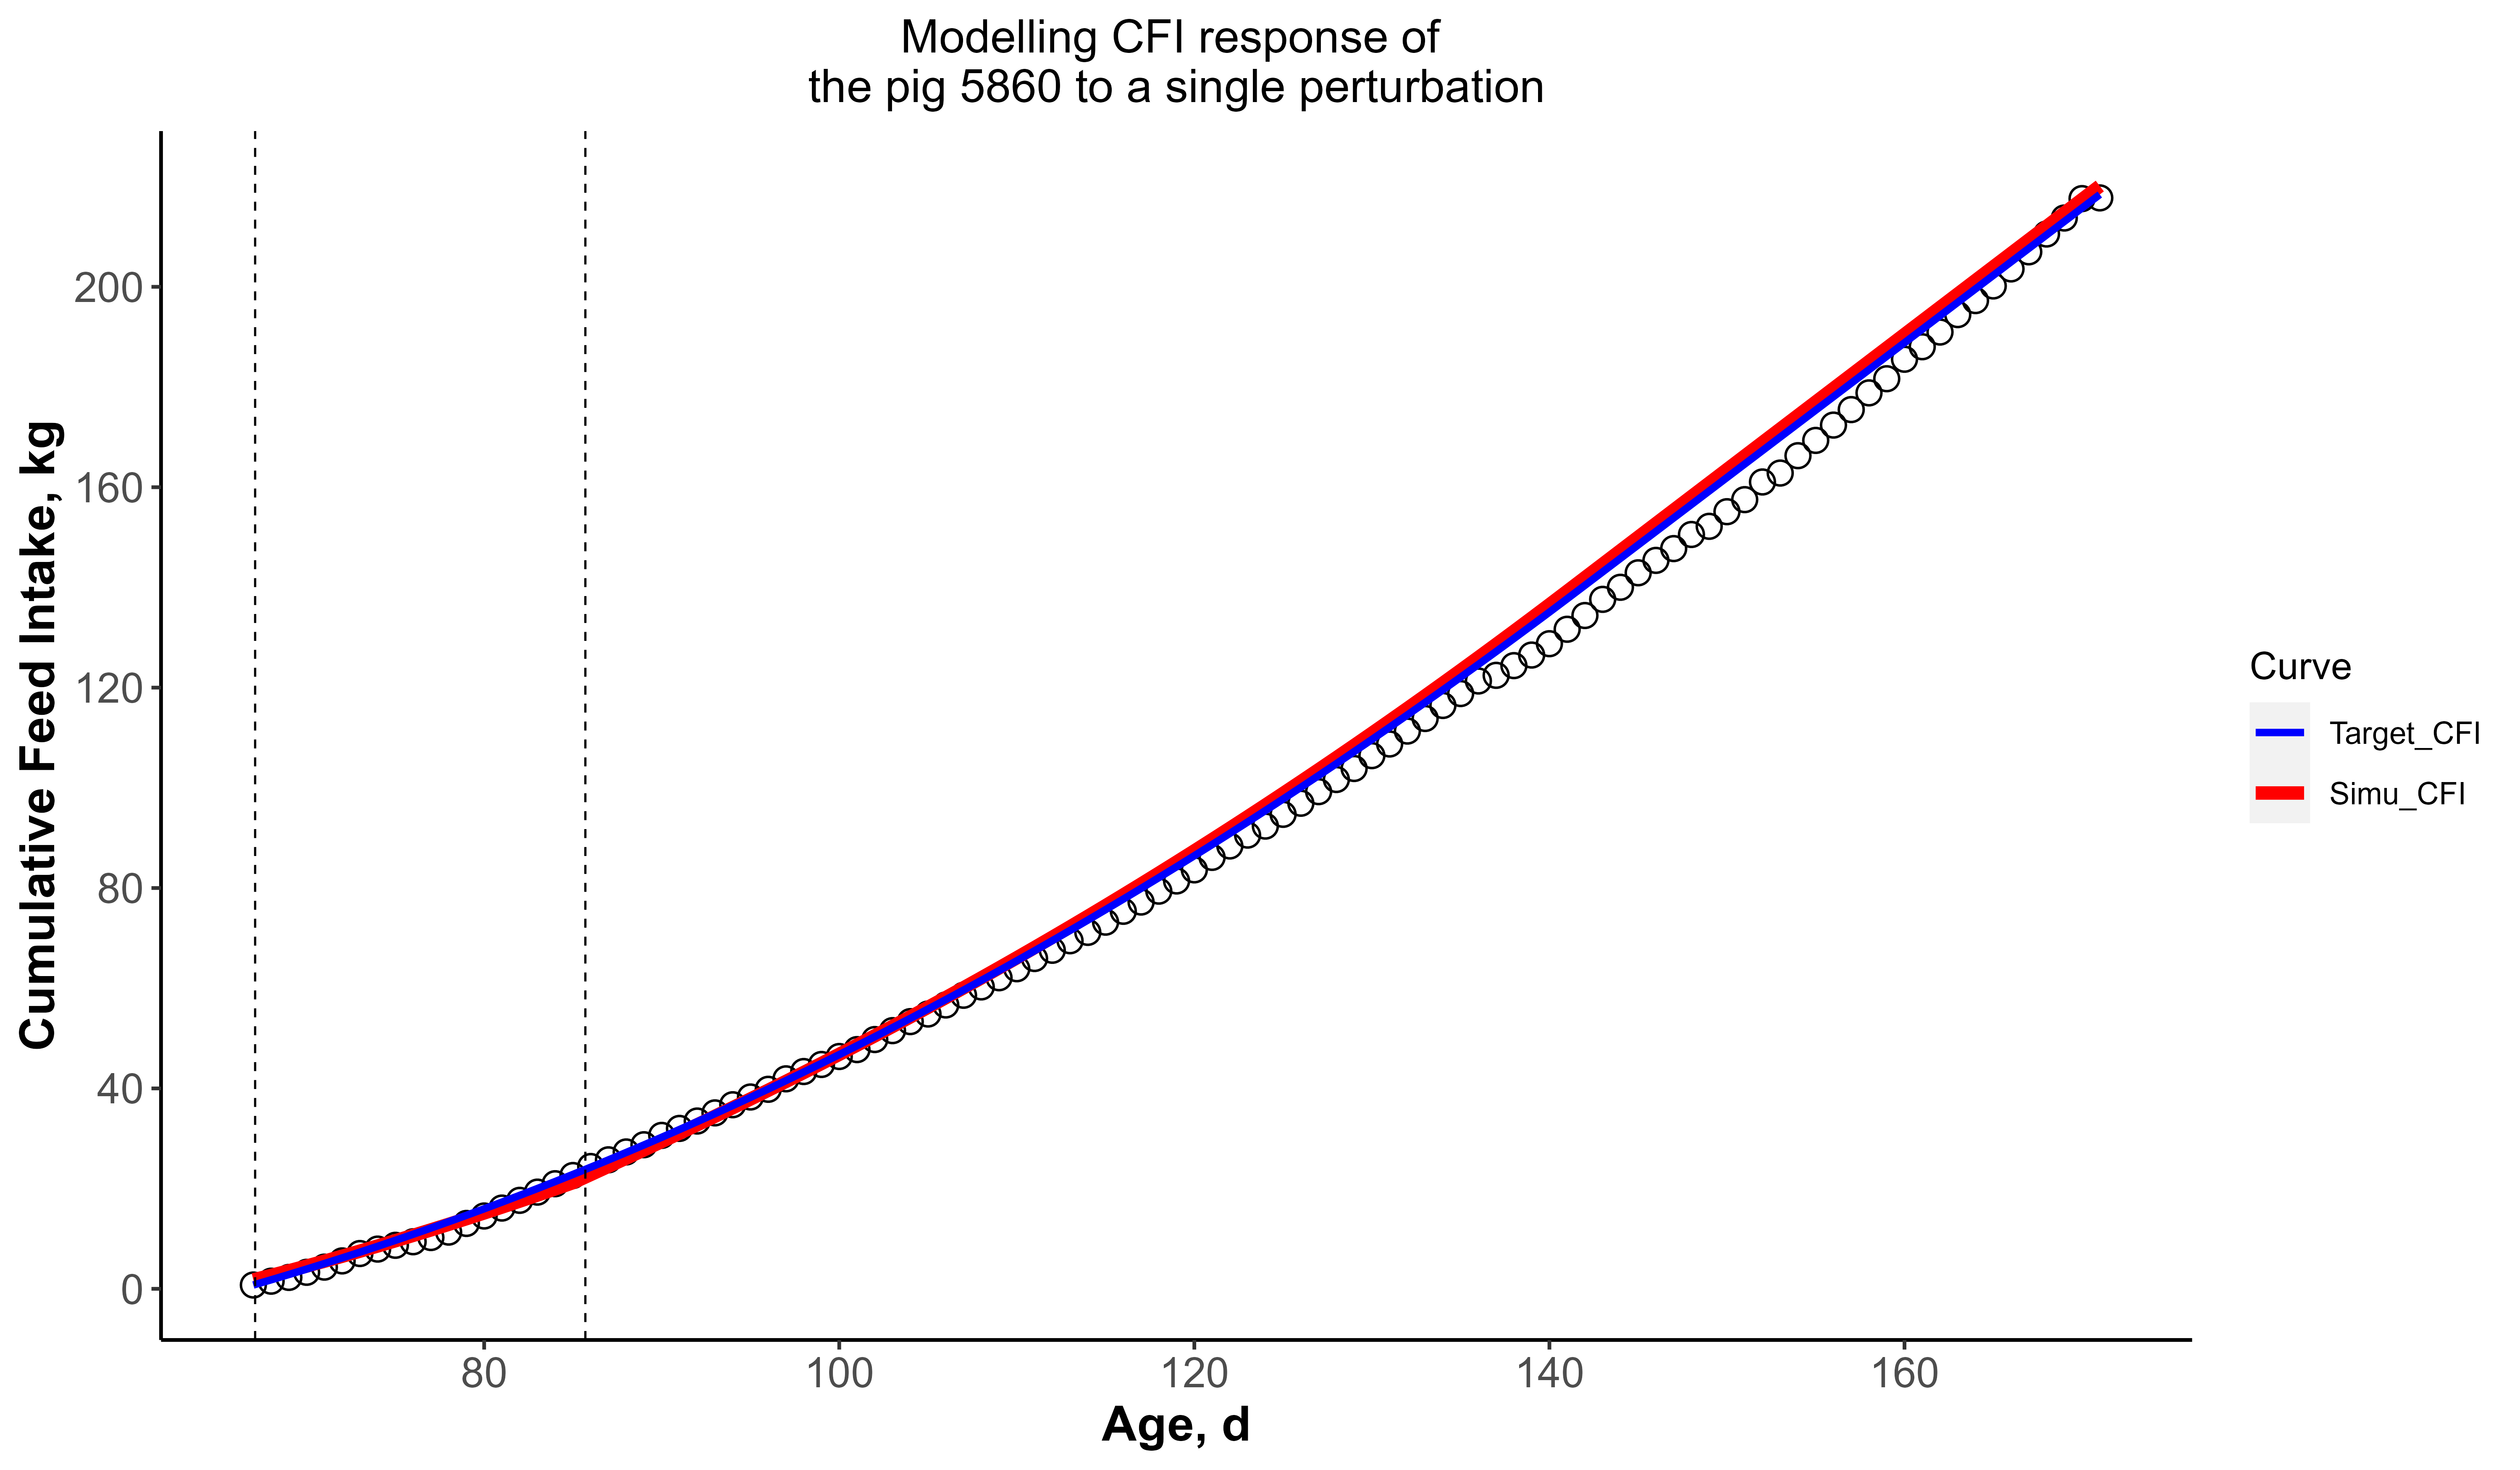 Modelling CFI response of
the pig 5860 to a single perturbation
Cumulative Feed Intake, kg
200
160
120
80
40
0
80
100
120
140
160
Age, d
Curve
Target_CFI
Simu_CFI